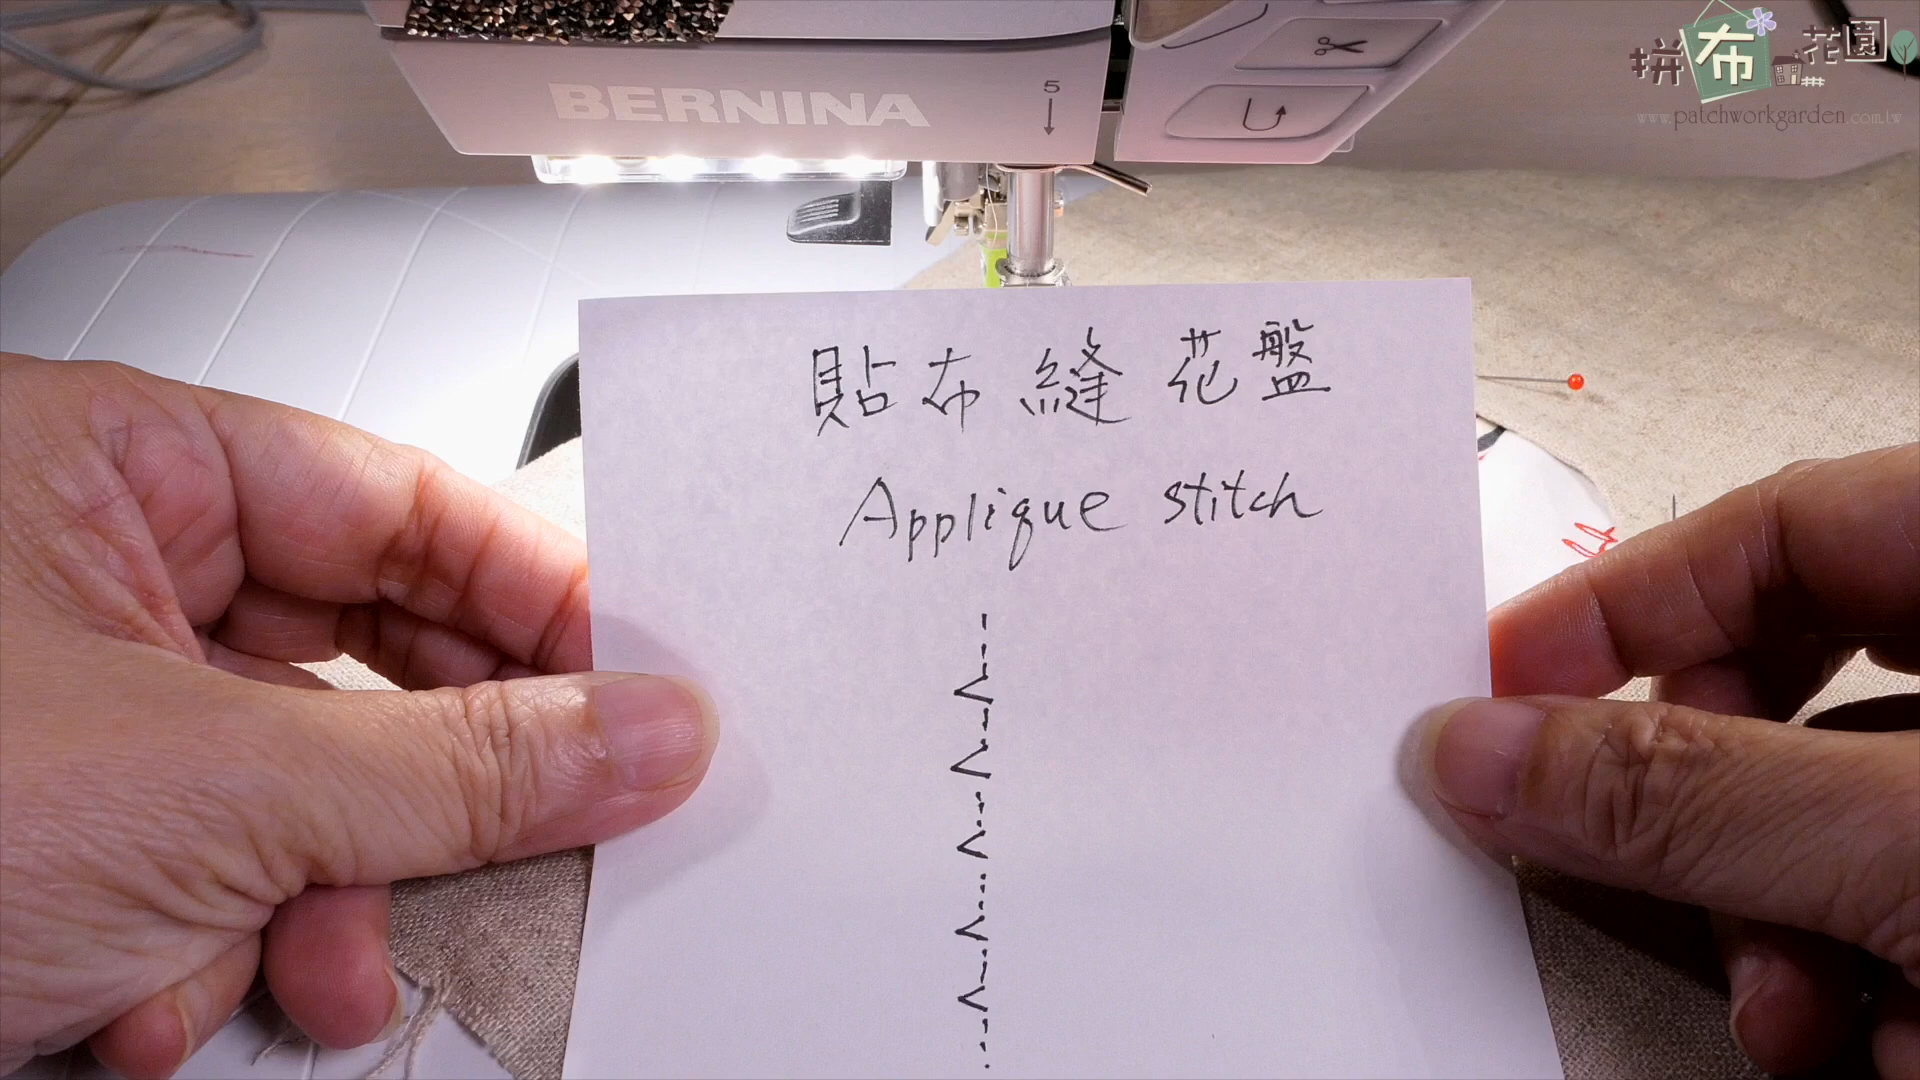 拼布花園
www.patchworkgarden.com.tw
BERNINA
5
貼布縫花盤
Applique stitch